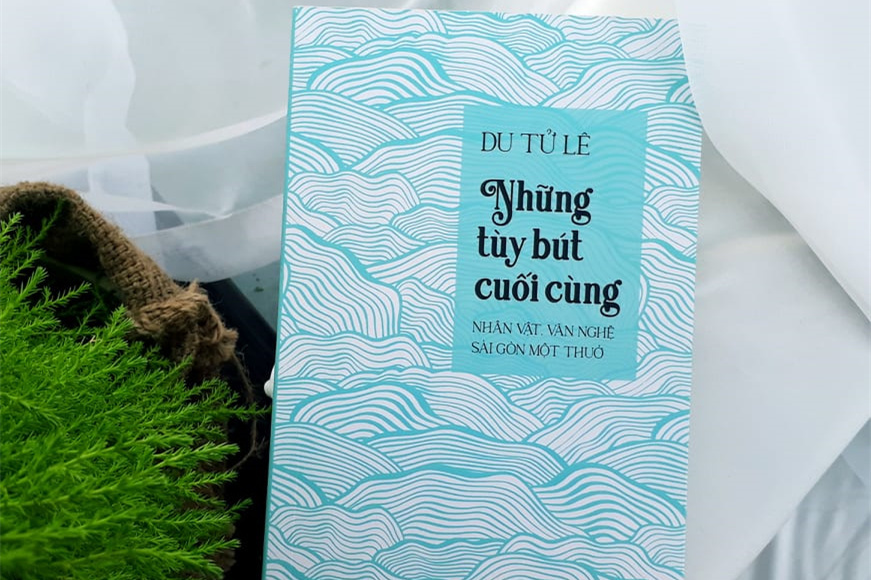 DU TỬ LÊ
Những
tùy bút
cuối cùng
NHÂN VẬT, VĂN NGHỆ
SÀI GÒN MỘT THUỞ